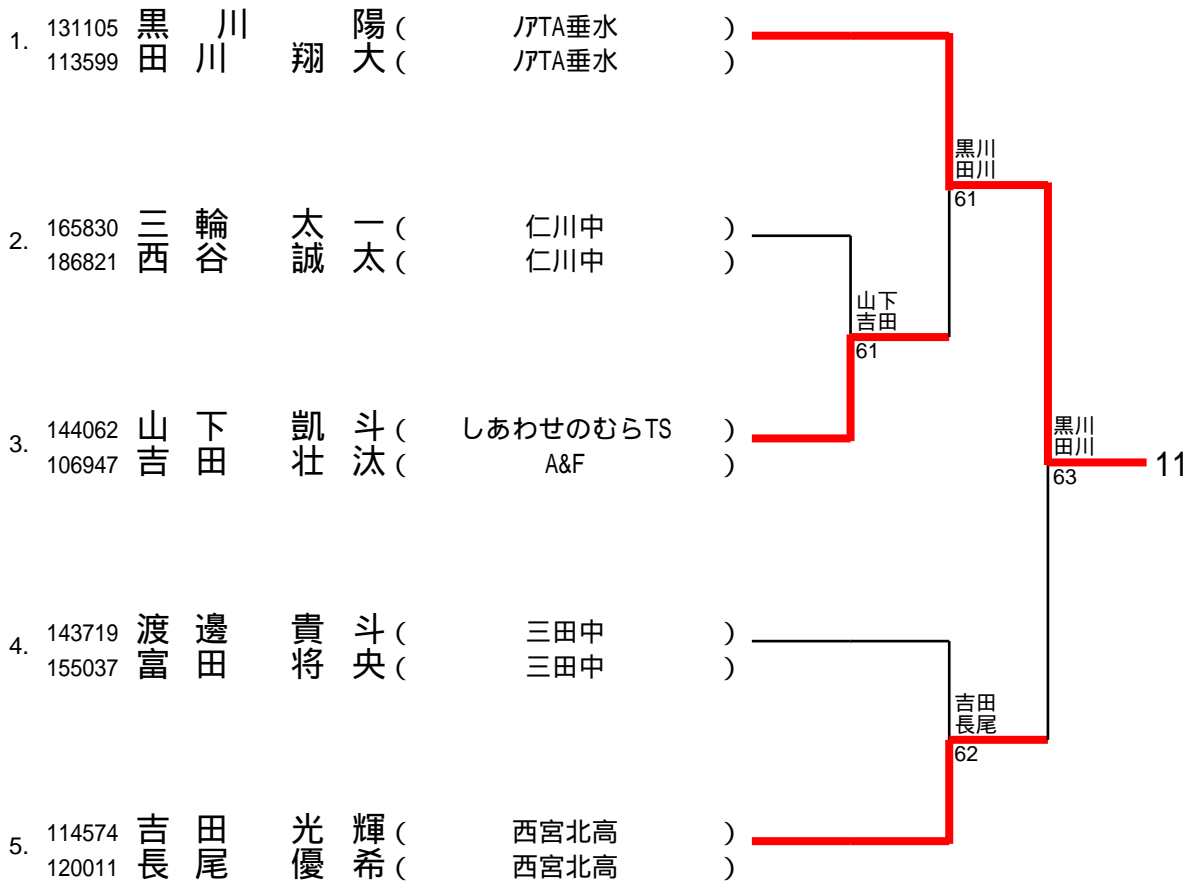 1. 131105 黒川 陽 ( ノアTA垂水 )
113599 田川 翔大 ( ノアTA垂水 )
黒川
田川
61
2. 165830 三輪 太一 ( 仁川中 )
186821 西谷 誠太 ( 仁川中 )
山下
吉田
61
3. 144062 山下 凱斗 ( しあわせのむらTS )
106947 吉田 壮汰 ( A&F )
黒川
田川
63
11
4. 143719 渡邊 貴斗 ( 三田中 )
155037 富田 将央 ( 三田中 )
吉田
長尾
62
5. 114574 吉田 光輝 ( 西宮北高 )
120011 長尾 優希 ( 西宮北高 )